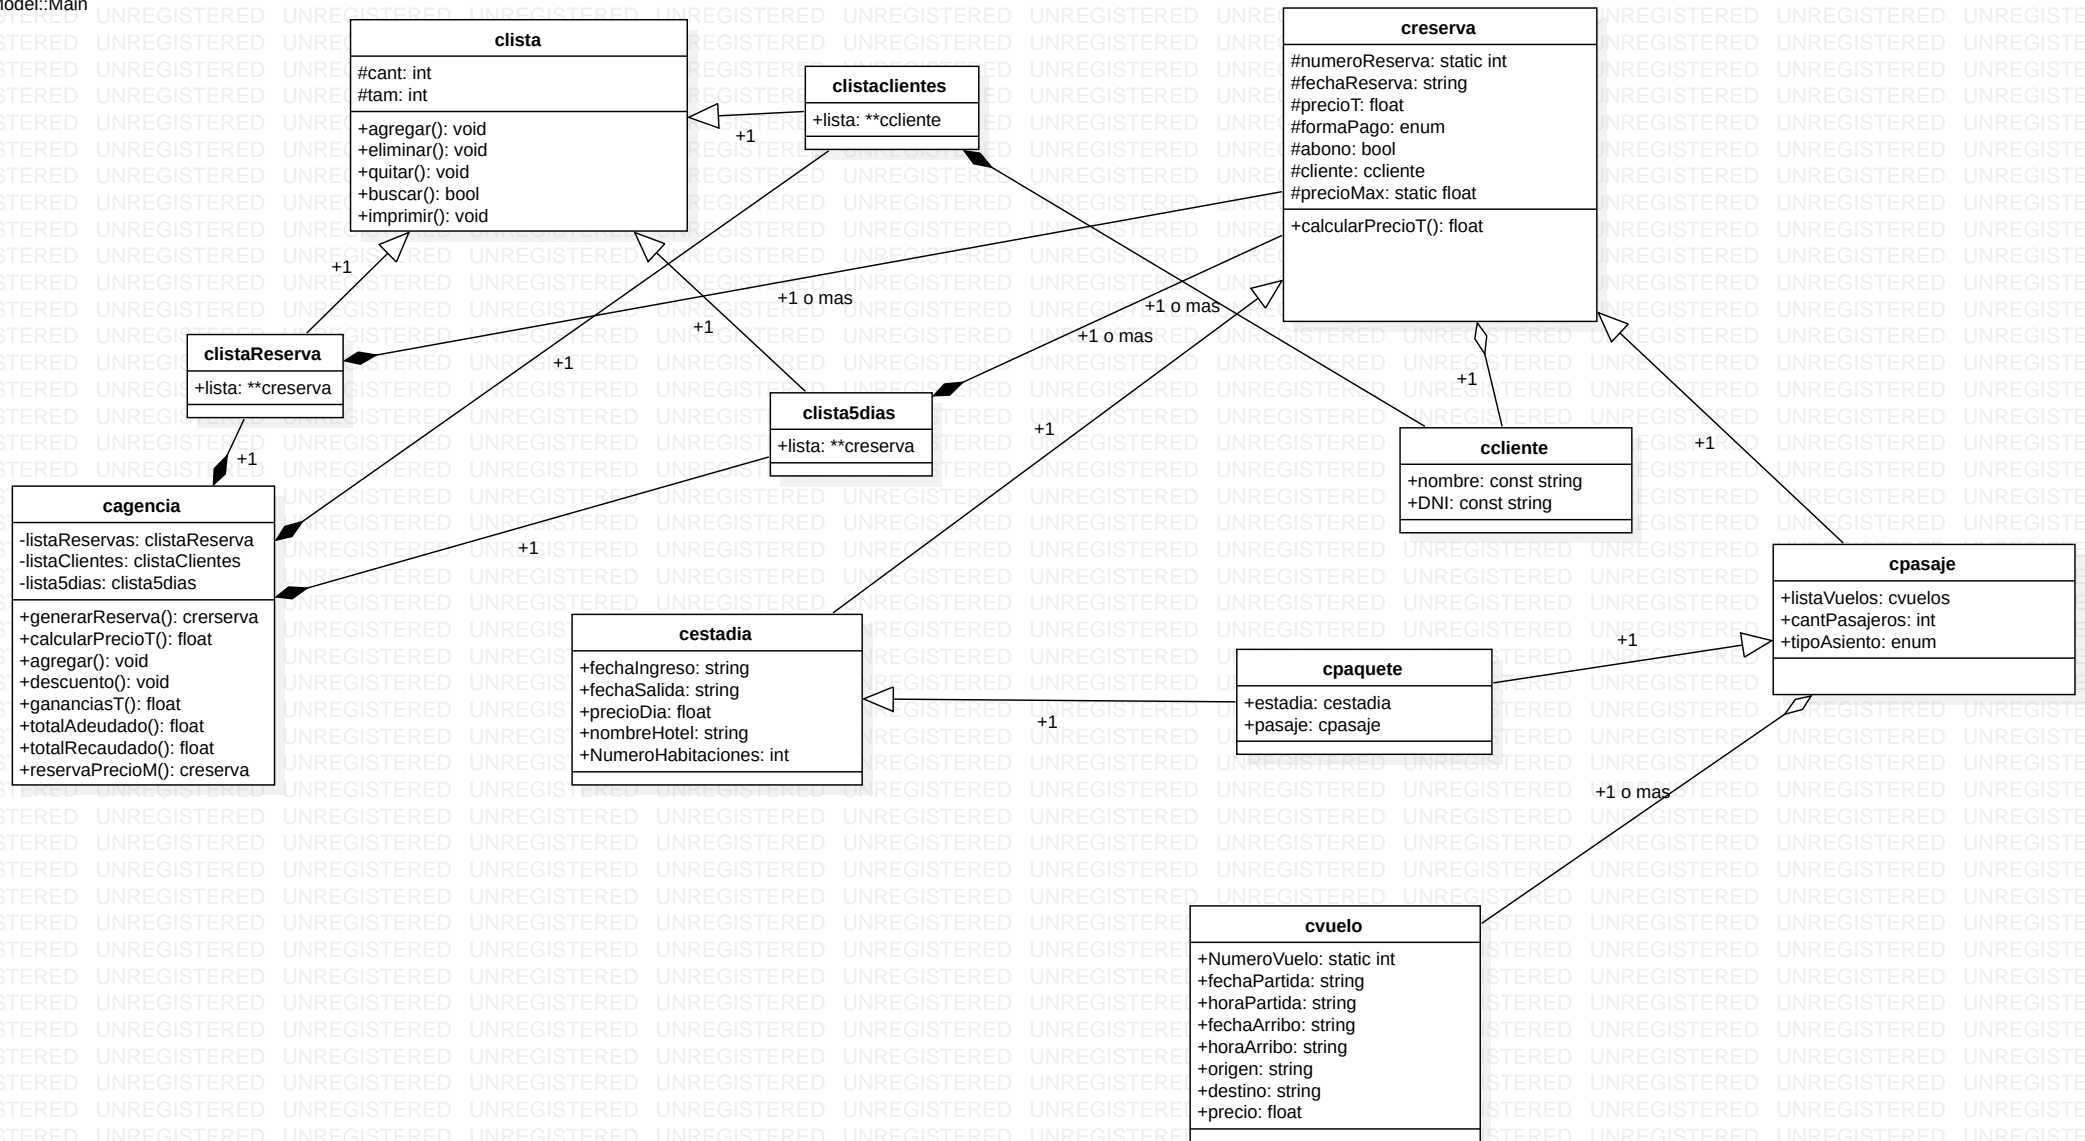 Model::Main
clista
#cant: int
#tam: int
+agregar(): void
+eliminar(): void
+quitar(): void
+buscar(): bool
+imprimir(): void
clistaclientes
+lista: **ccliente
creserva
#numeroReserva: static int
#fechaReserva: string
#precioT: float
#formaPago: enum
#abono: bool
#cliente: ccliente
#precioMax: static float
+calcularPrecioT(): float
+1
+1
+1 o mas
+1
+1 o mas
+1 o mas
+1
+1
+1
+1
clistaReserva
+lista: **creserva
clista5dias
+lista: **creserva
ccliente
+nombre: const string
+DNI: const string
+1
+1
cagencia
-listaReservas: clistaReserva
-listaClientes: clistaClientes
-lista5dias: clista5dias
+generarReserva(): crerserva
+calcularPrecioT(): float
+agregar(): void
+descuento(): void
+gananciasT(): float
+totalAdeudado(): float
+totalRecaudado(): float
+reservaPrecioM(): creserva
cestadia
+fechaIngreso: string
+fechaSalida: string
+precioDia: float
+nombreHotel: string
+NumeroHabitaciones: int
+1
cpaquete
+estadia: cestadia
+pasaje: cpasaje
+1
cpasaje
+listaVuelos: cvuelos
+cantPasajeros: int
+tipoAsiento: enum
+1 o mas
cvuelo
+NumeroVuelo: static int
+fechaPartida: string
+horaPartida: string
+fechaArribo: string
+horaArribo: string
+origen: string
+destino: string
+precio: float
UNREGISTERED